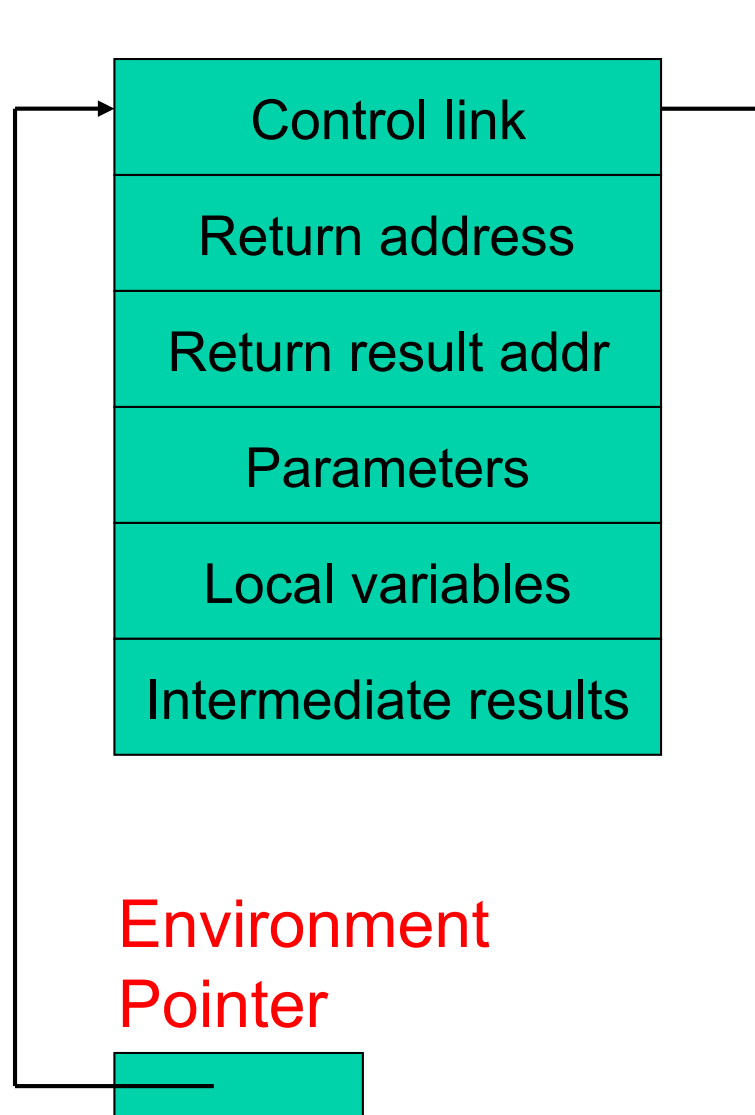 Control link
Return address
Return result addr
Parameters
Local variables
Intermediate results
Environment
Pointer